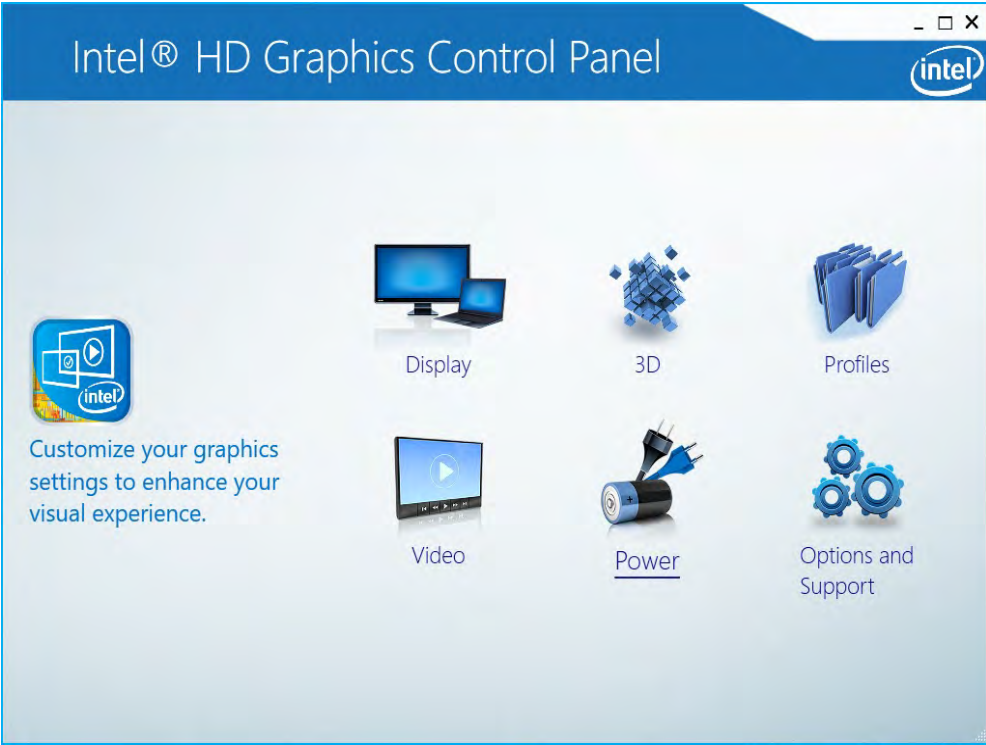 Intel® HD Graphics Control Panel
intel
Display
3D
Profiles
intel
Customize your graphics
settings to enhance your
visual experience.
Video
Power
Options and
Support